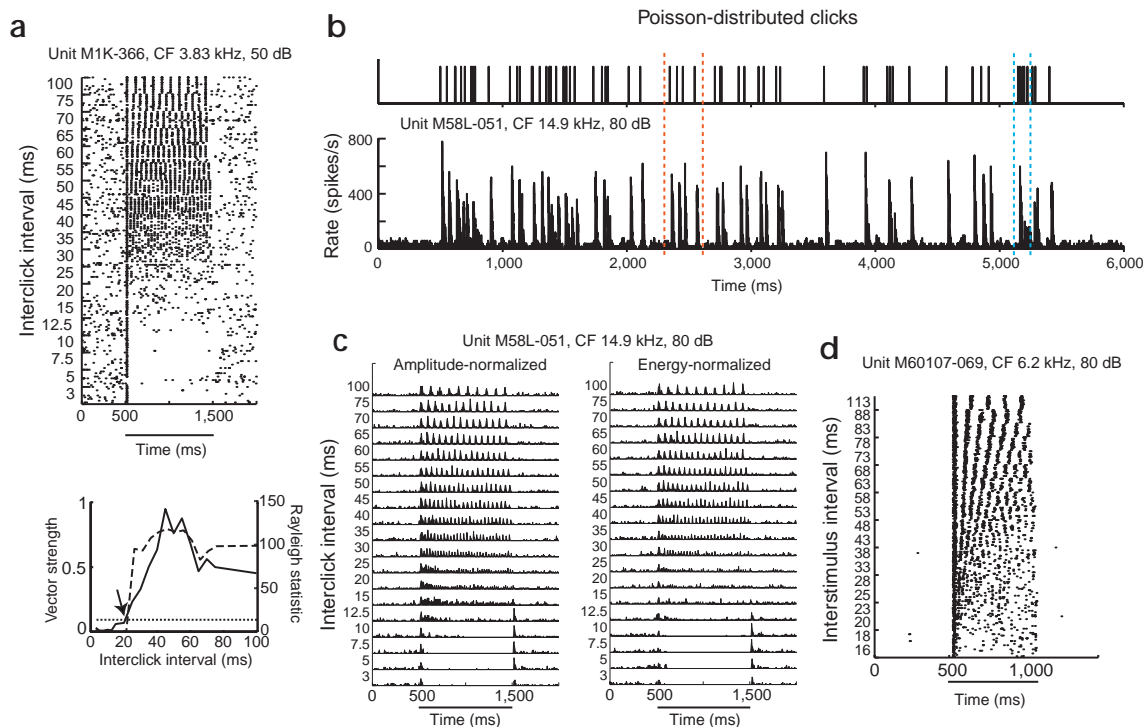 a
Unit M1K-366, CF 3.83 kHz, 50 dB
Interclick interval (ms)
100
75
70
65
60
55
50
45
40
35
30
25
20
15
12.5
10
7.5
5
3
0 500 1,500
Time (ms)
Vector strength
1
0.5
0
Rayleigh statistic
150
100
50
0
0 20 40 60 80 100
Interclick interval (ms)
b
Poisson-distributed clicks
Unit M58L-051, CF 14.9 kHz, 80 dB
Rate (spikes/s)
800
400
0
0 1,000 2,000 3,000 4,000 5,000 6,000
Time (ms)
c
Unit M58L-051, CF 14.9 kHz, 80 dB
Amplitude-normalized
Energy-normalized
Interclick interval (ms)
100
75
70
65
60
55
50
45
40
35
30
25
20
15
12.5
10
7.5
5
3
0 500 1,500
Time (ms)
100
75
70
65
60
55
50
45
40
35
30
25
20
15
12.5
10
7.5
5
3
0 500 1,500
Time (ms)
d
Unit M60107-069, CF 6.2 kHz, 80 dB
Interstimulus interval (ms)
113
88
83
78
73
68
63
58
53
48
43
38
33
28
23
20
18
16
0 500 1,000
Time (ms)